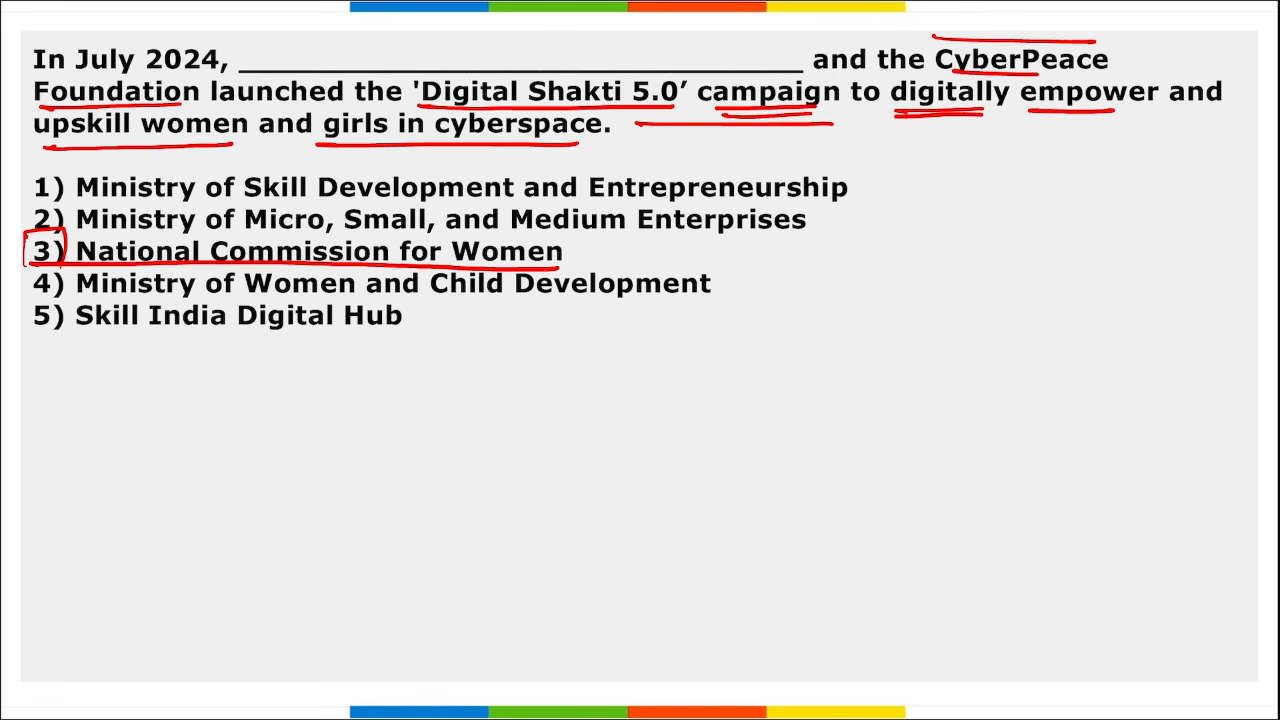 In July 2024, ______________________________________ and the CyberPeace
Foundation launched the 'Digital Shakti 5.0’ campaign to digitally empower and
upskill women and girls in cyberspace.
1) Ministry of Skill Development and Entrepreneurship
2) Ministry of Micro, Small, and Medium Enterprises
3) National Commission for Women
4) Ministry of Women and Child Development
5) Skill India Digital Hub